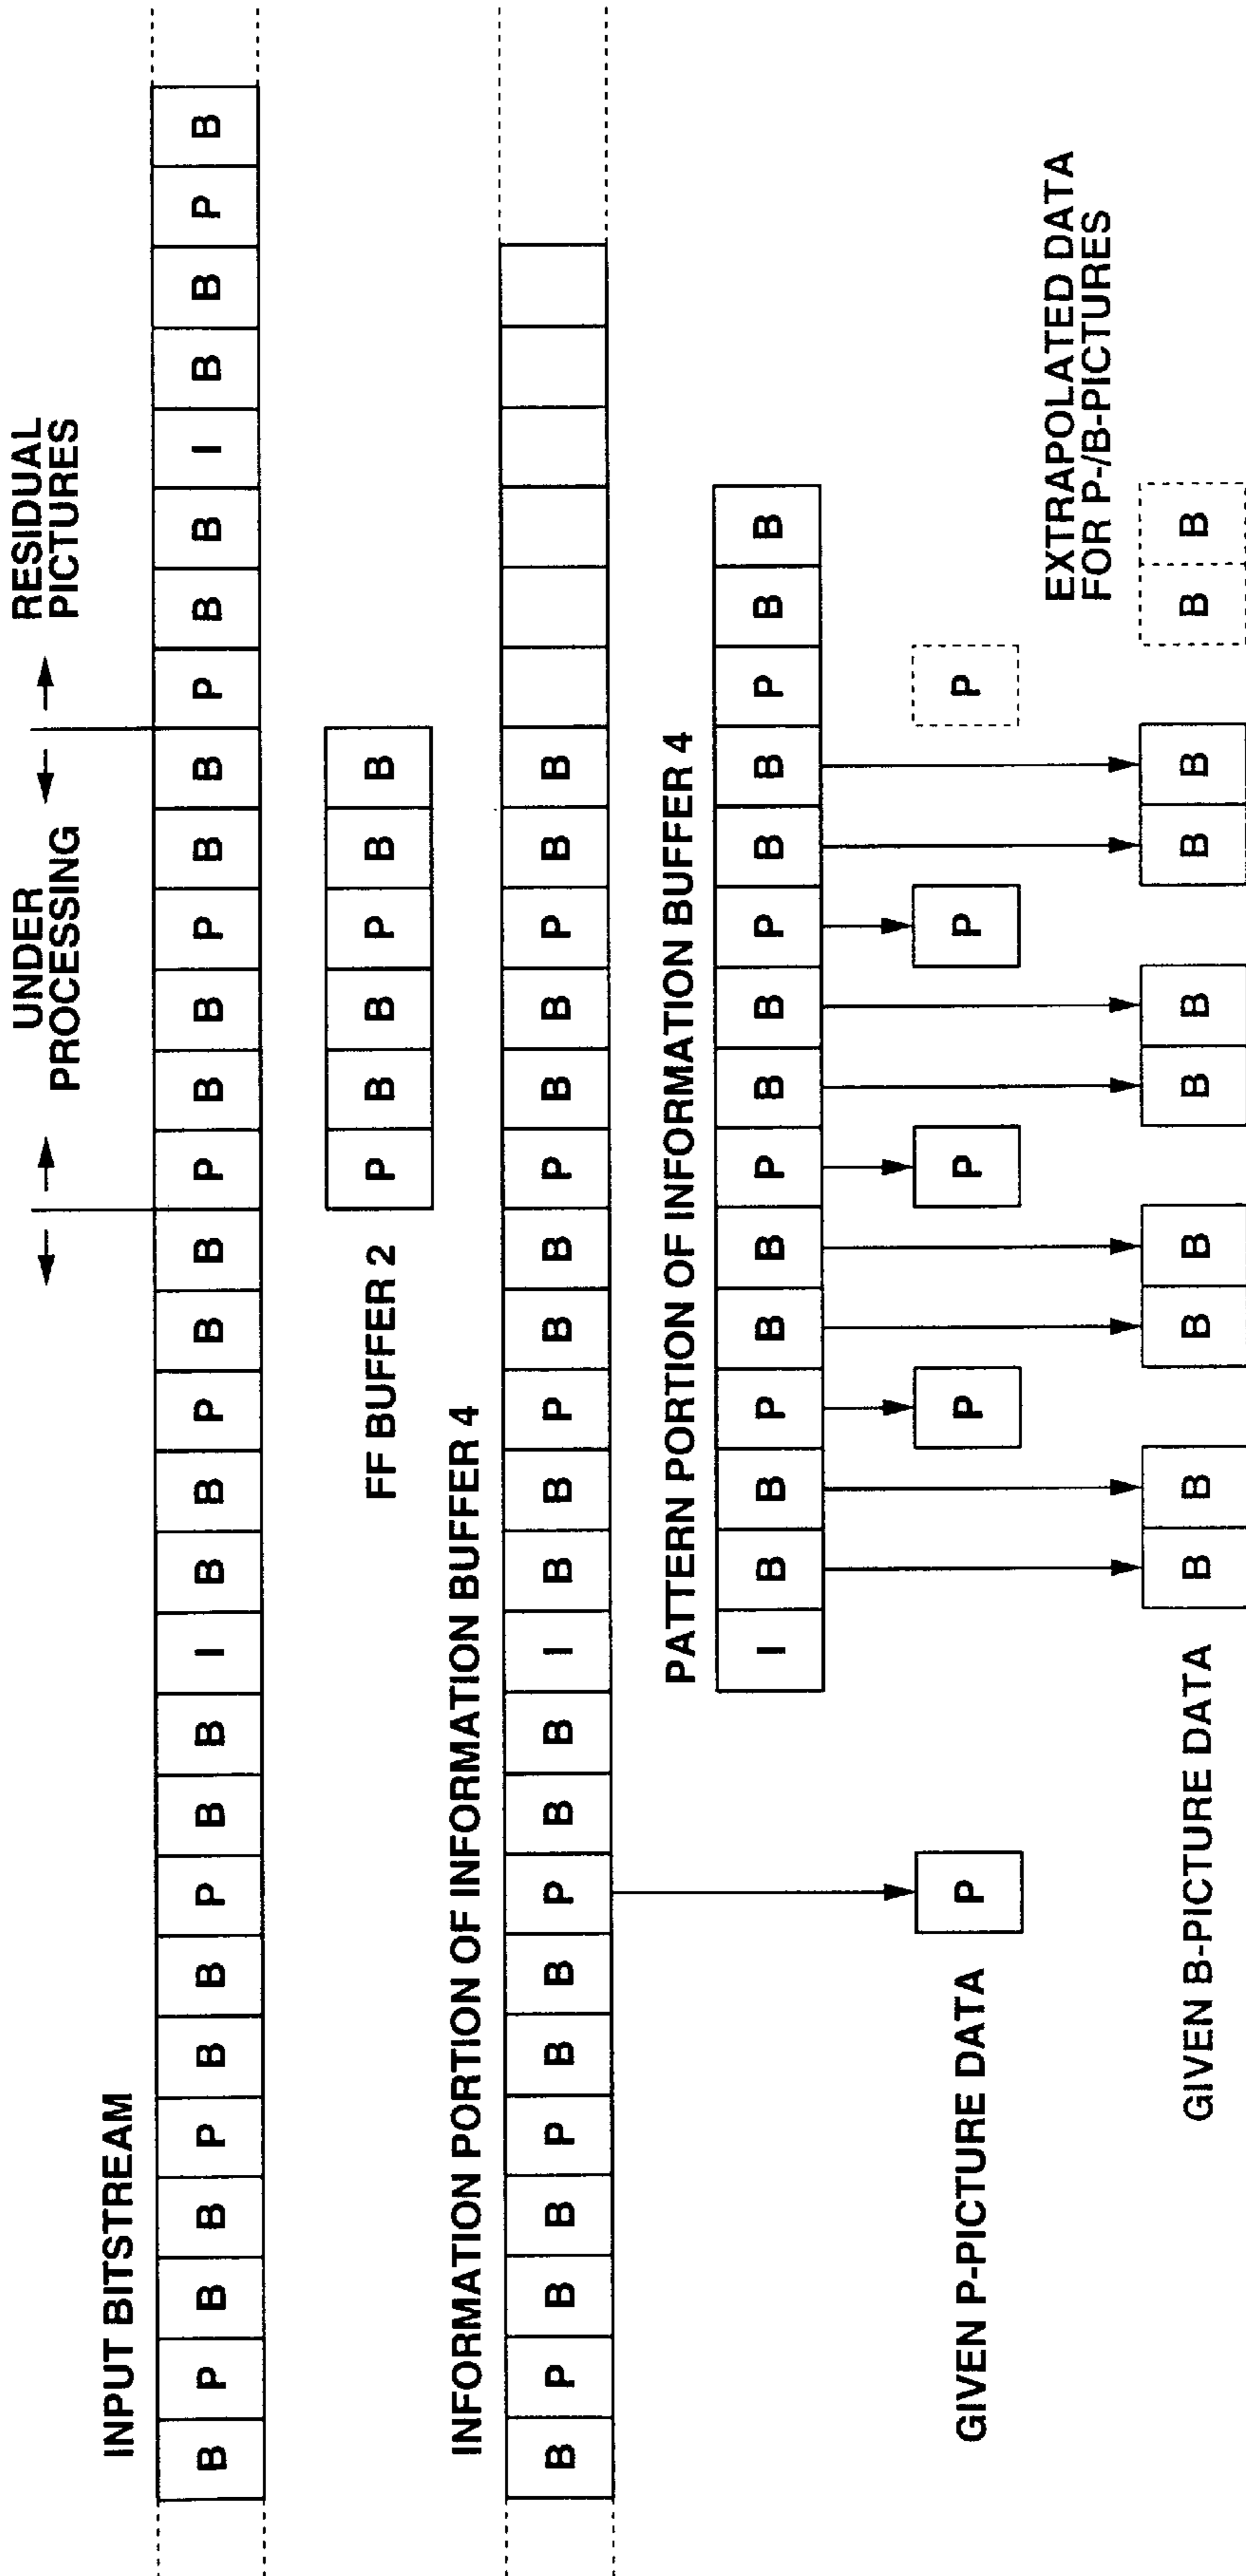 UNDER
PROCESSING
RESIDUAL
PICTURES
INPUT BITSTREAM
B P B B P B B P B B I B B P B B P B B P B B P B B I B B P B
FF BUFFER 2
P B B P B B
INFORMATION PORTION OF INFORMATION BUFFER 4
B P B B P B B P B B I B B P B B P B B P B B
PATTERN PORTION OF INFORMATION BUFFER 4
I B B P B B P B B P B B P B B
GIVEN P-PICTURE DATA
P P P P P
EXTRAPOLATED DATA
FOR P-/B-PICTURES
GIVEN B-PICTURE DATA
B B B B B B B B B B